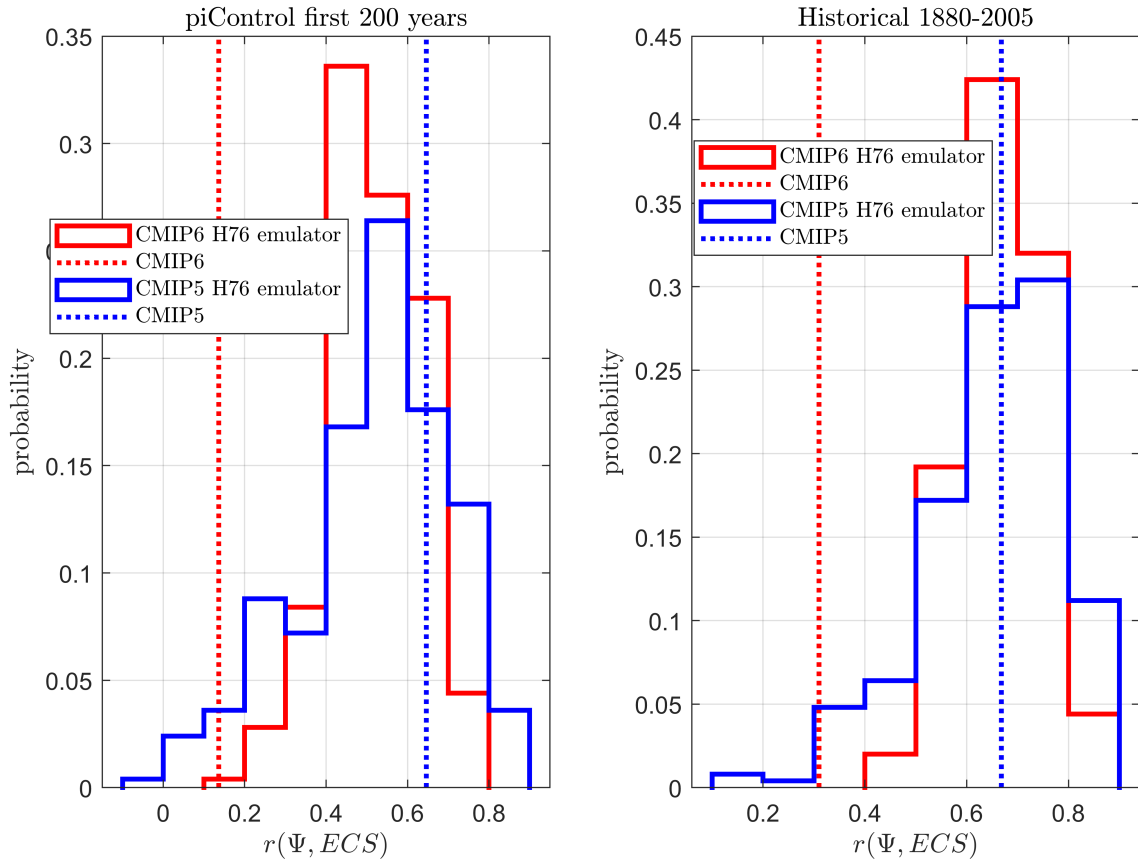 piControl first 200 years
0.35
0.3
0.2
0.15
0.1
0.05
0
probability
CMIP6 H76 emulator
CMIP6
CMIP5 H76 emulator
CMIP5
0 0.2 0.4 0.6 0.8
r(Ψ, ECS)
Historical 1880-2005
0.45
0.4
0.35
0.3
0.25
0.2
0.15
0.1
0.05
0
probability
CMIP6 H76 emulator
CMIP6
CMIP5 H76 emulator
CMIP5
0.2 0.4 0.6 0.8
r(Ψ, ECS)